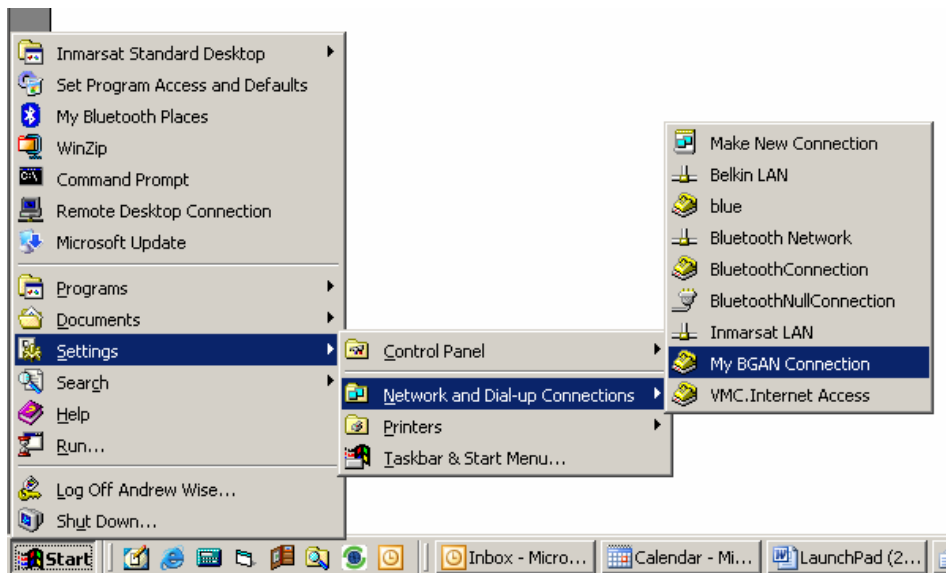 Inmarsat Standard Desktop
Set Program Access and Defaults
My Bluetooth Places
WinZip
Command Prompt
Remote Desktop Connection
Microsoft Update
Programs
Documents
Settings
Search
Help
Run...
Log Off Andrew Wise...
Shut Down...
Control Panel
Network and Dial-up Connections
Printers
Taskbar & Start Menu...
Make New Connection
Belkin LAN
blue
Bluetooth Network
BluetoothConnection
BluetoothNullConnection
Inmarsat LAN
My BGAN Connection
VMC.Internet Access
Start
Inbox - Micro...
Calendar - Mi...
LaunchPad (2...